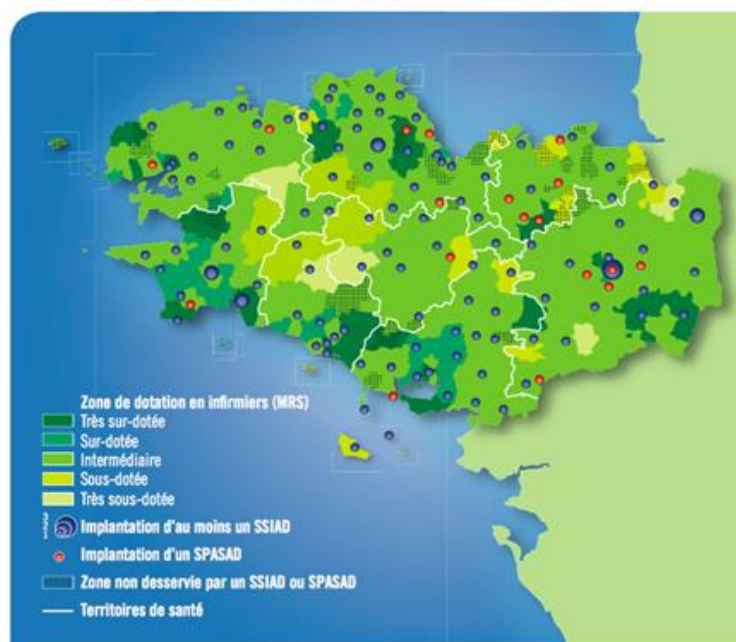 Zone de dotation en infirmiers (MRS)
Très sur-dotée
Sur-dotée
Intermédiaire
Sous-dotée
Très sous-dotée
Implantation d'au moins un SSIAD
Implantation d'un SPASAD
Zone non desservie par un SSIAD ou SPASAD
Territoires de santé